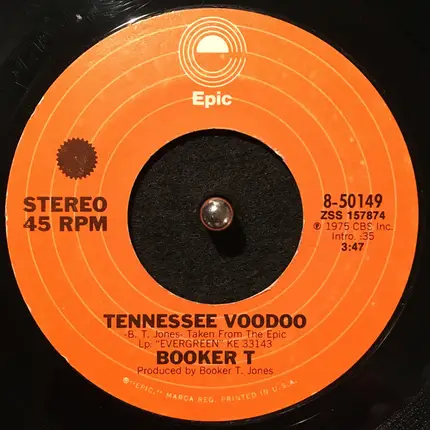 Epic
STEREO
45 RPM
8-50149
ZSS 157874
℗ 1975 CBS Inc.
Intro. :35
3:47
TENNESSEE VOODOO
-B. T. Jones- Taken From The Epic
Lp: "EVERGREEN" KE 33143
BOOKER T
Produced by Booker T. Jones
®"EPIC," MARCA REG. PRINTED IN U.S.A.